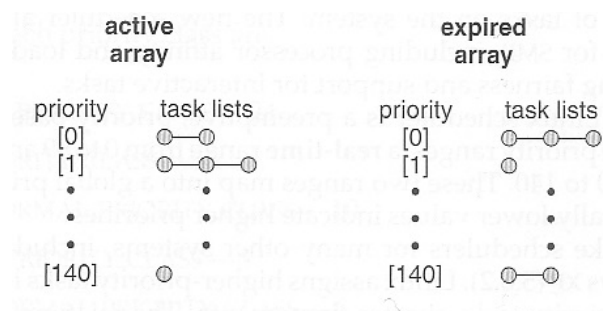 active array
expired array
priority task lists
priority task lists
[0]
[0]
[1]
[1]
[140]
[140]